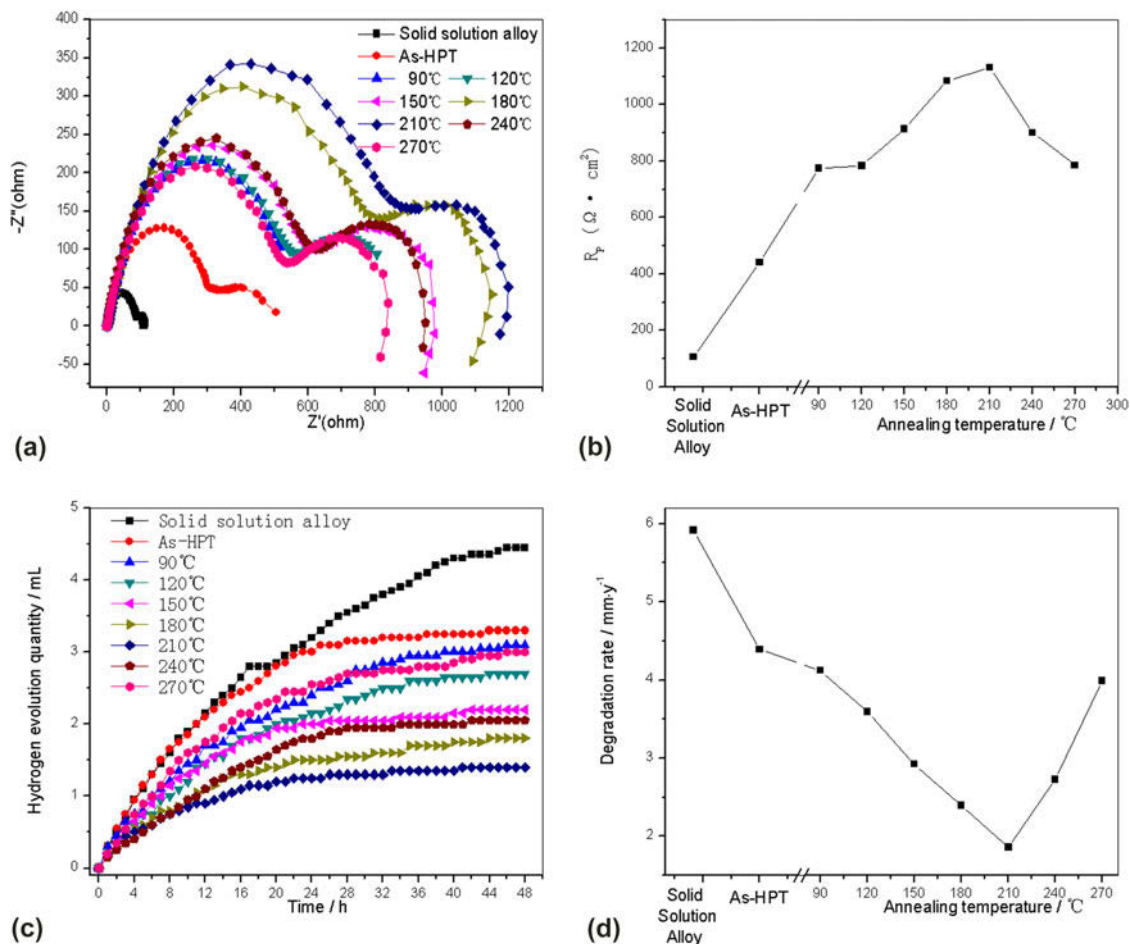 400
350
300
250
200
150
100
50
0
-50
-Z"(ohm)
Solid solution alloy
As-HPT
90℃ 120℃
150℃ 180℃
210℃ 240℃
270℃
0 200 400 600 800 1000 1200
Z'(ohm)
(a)
1200
1000
800
600
400
200
0
R_P (Ω • cm²)
Solid Solution Alloy
As-HPT
90 120 150 180 210 240 270 300
Annealing temperature / ℃
(b)
5
4
3
2
1
0
Hydrogen evolution quantity / mL
Solid solution alloy
As-HPT
90℃
120℃
150℃
180℃
210℃
240℃
270℃
0 4 8 12 16 20 24 28 32 36 40 44 48
Time / h
(c)
6
5
4
3
2
Degradation rate / mm·y⁻¹
Solid Solution Alloy
As-HPT
90 120 150 180 210 240 270
Annealing temperature / ℃
(d)